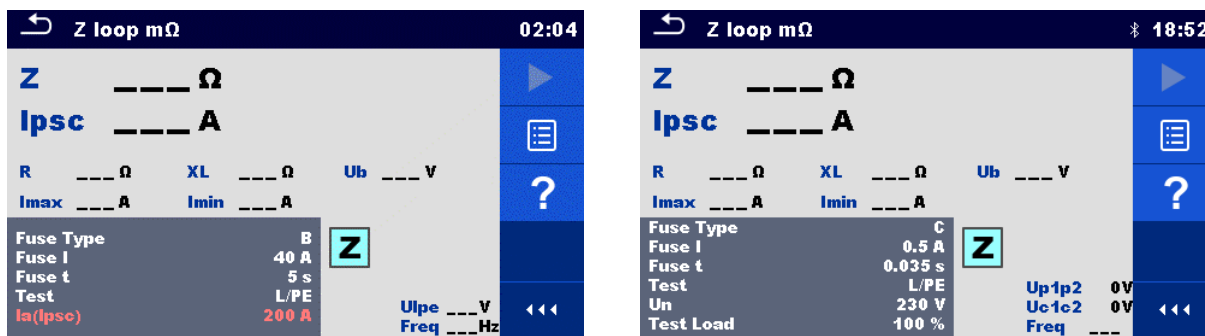 Z loop mΩ 02:04
Z ___ Ω
Ipsc ___ A
R ___ Ω XL ___ Ω Ub ___ V
Imax ___ A Imin ___ A
?
Fuse Type B
Fuse I 40 A
Fuse t 5 s
Test L/PE
Ia(Ipsc) 200 A
Z
Ulpe ___V
Freq ___Hz
Z loop mΩ 18:52
Z ___ Ω
Ipsc ___ A
R ___ Ω XL ___ Ω Ub ___ V
Imax ___ A Imin ___ A
?
Fuse Type C
Fuse I 0.5 A
Fuse t 0.035 s
Test L/PE
Un 230 V
Test Load 100 %
Z
Up1p2 0V
Uc1c2 0V
Freq ___